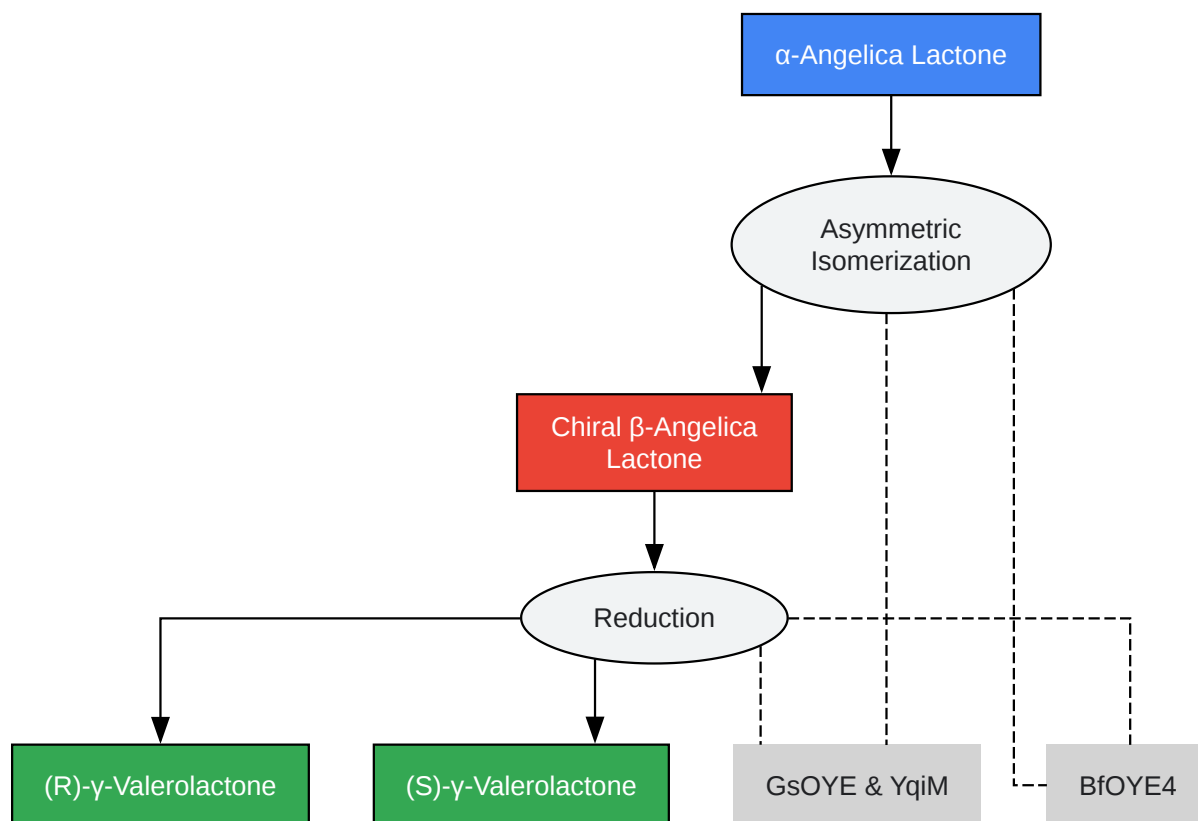 α-Angelica Lactone
Asymmetric
Isomerization
Chiral β-Angelica
Lactone
Reduction
(R)-γ-Valerolactone
(S)-γ-Valerolactone
GsOYE & YqiM
BfOYE4